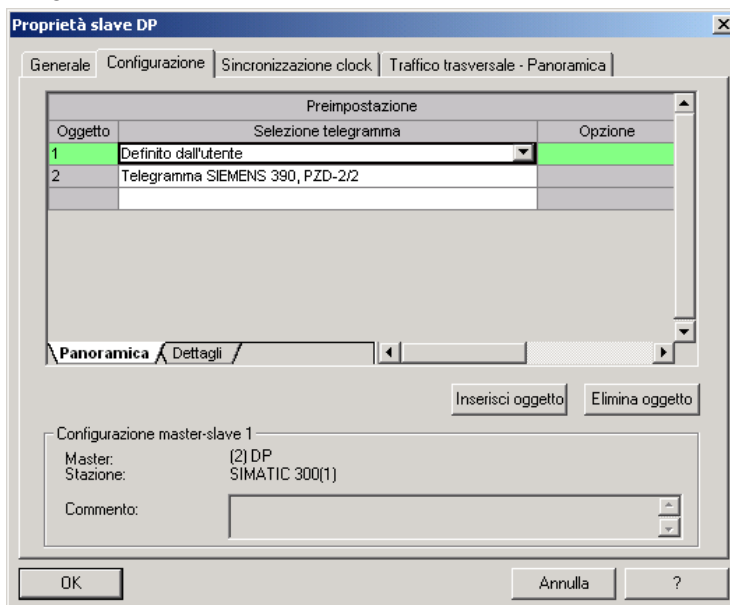 Proprietà slave DP
Generale Configurazione Sincronizzazione clock Traffico trasversale - Panoramica
Preimpostazione
Oggetto Selezione telegramma Opzione
1 Definito dall'utente
2 Telegramma SIEMENS 390, PZD-2/2
Panoramica Dettagli
Inserisci oggetto Elimina oggetto
Configurazione master-slave 1
Master: (2) DP
Stazione: SIMATIC 300(1)
Commento:
OK Annulla ?